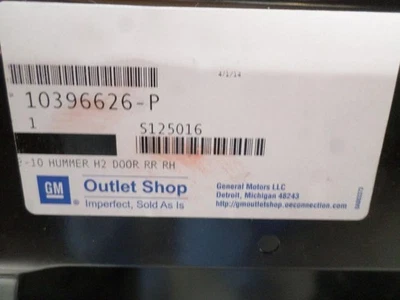 4/1/14
10396626-P
1
S125016
-10 HUMMER H2 DOOR RR RH
GM
®
Outlet Shop
Imperfect, Sold As Is
General Motors LLC
Detroit, Michigan 48243
http://gmoutletshop.oeconnection.com